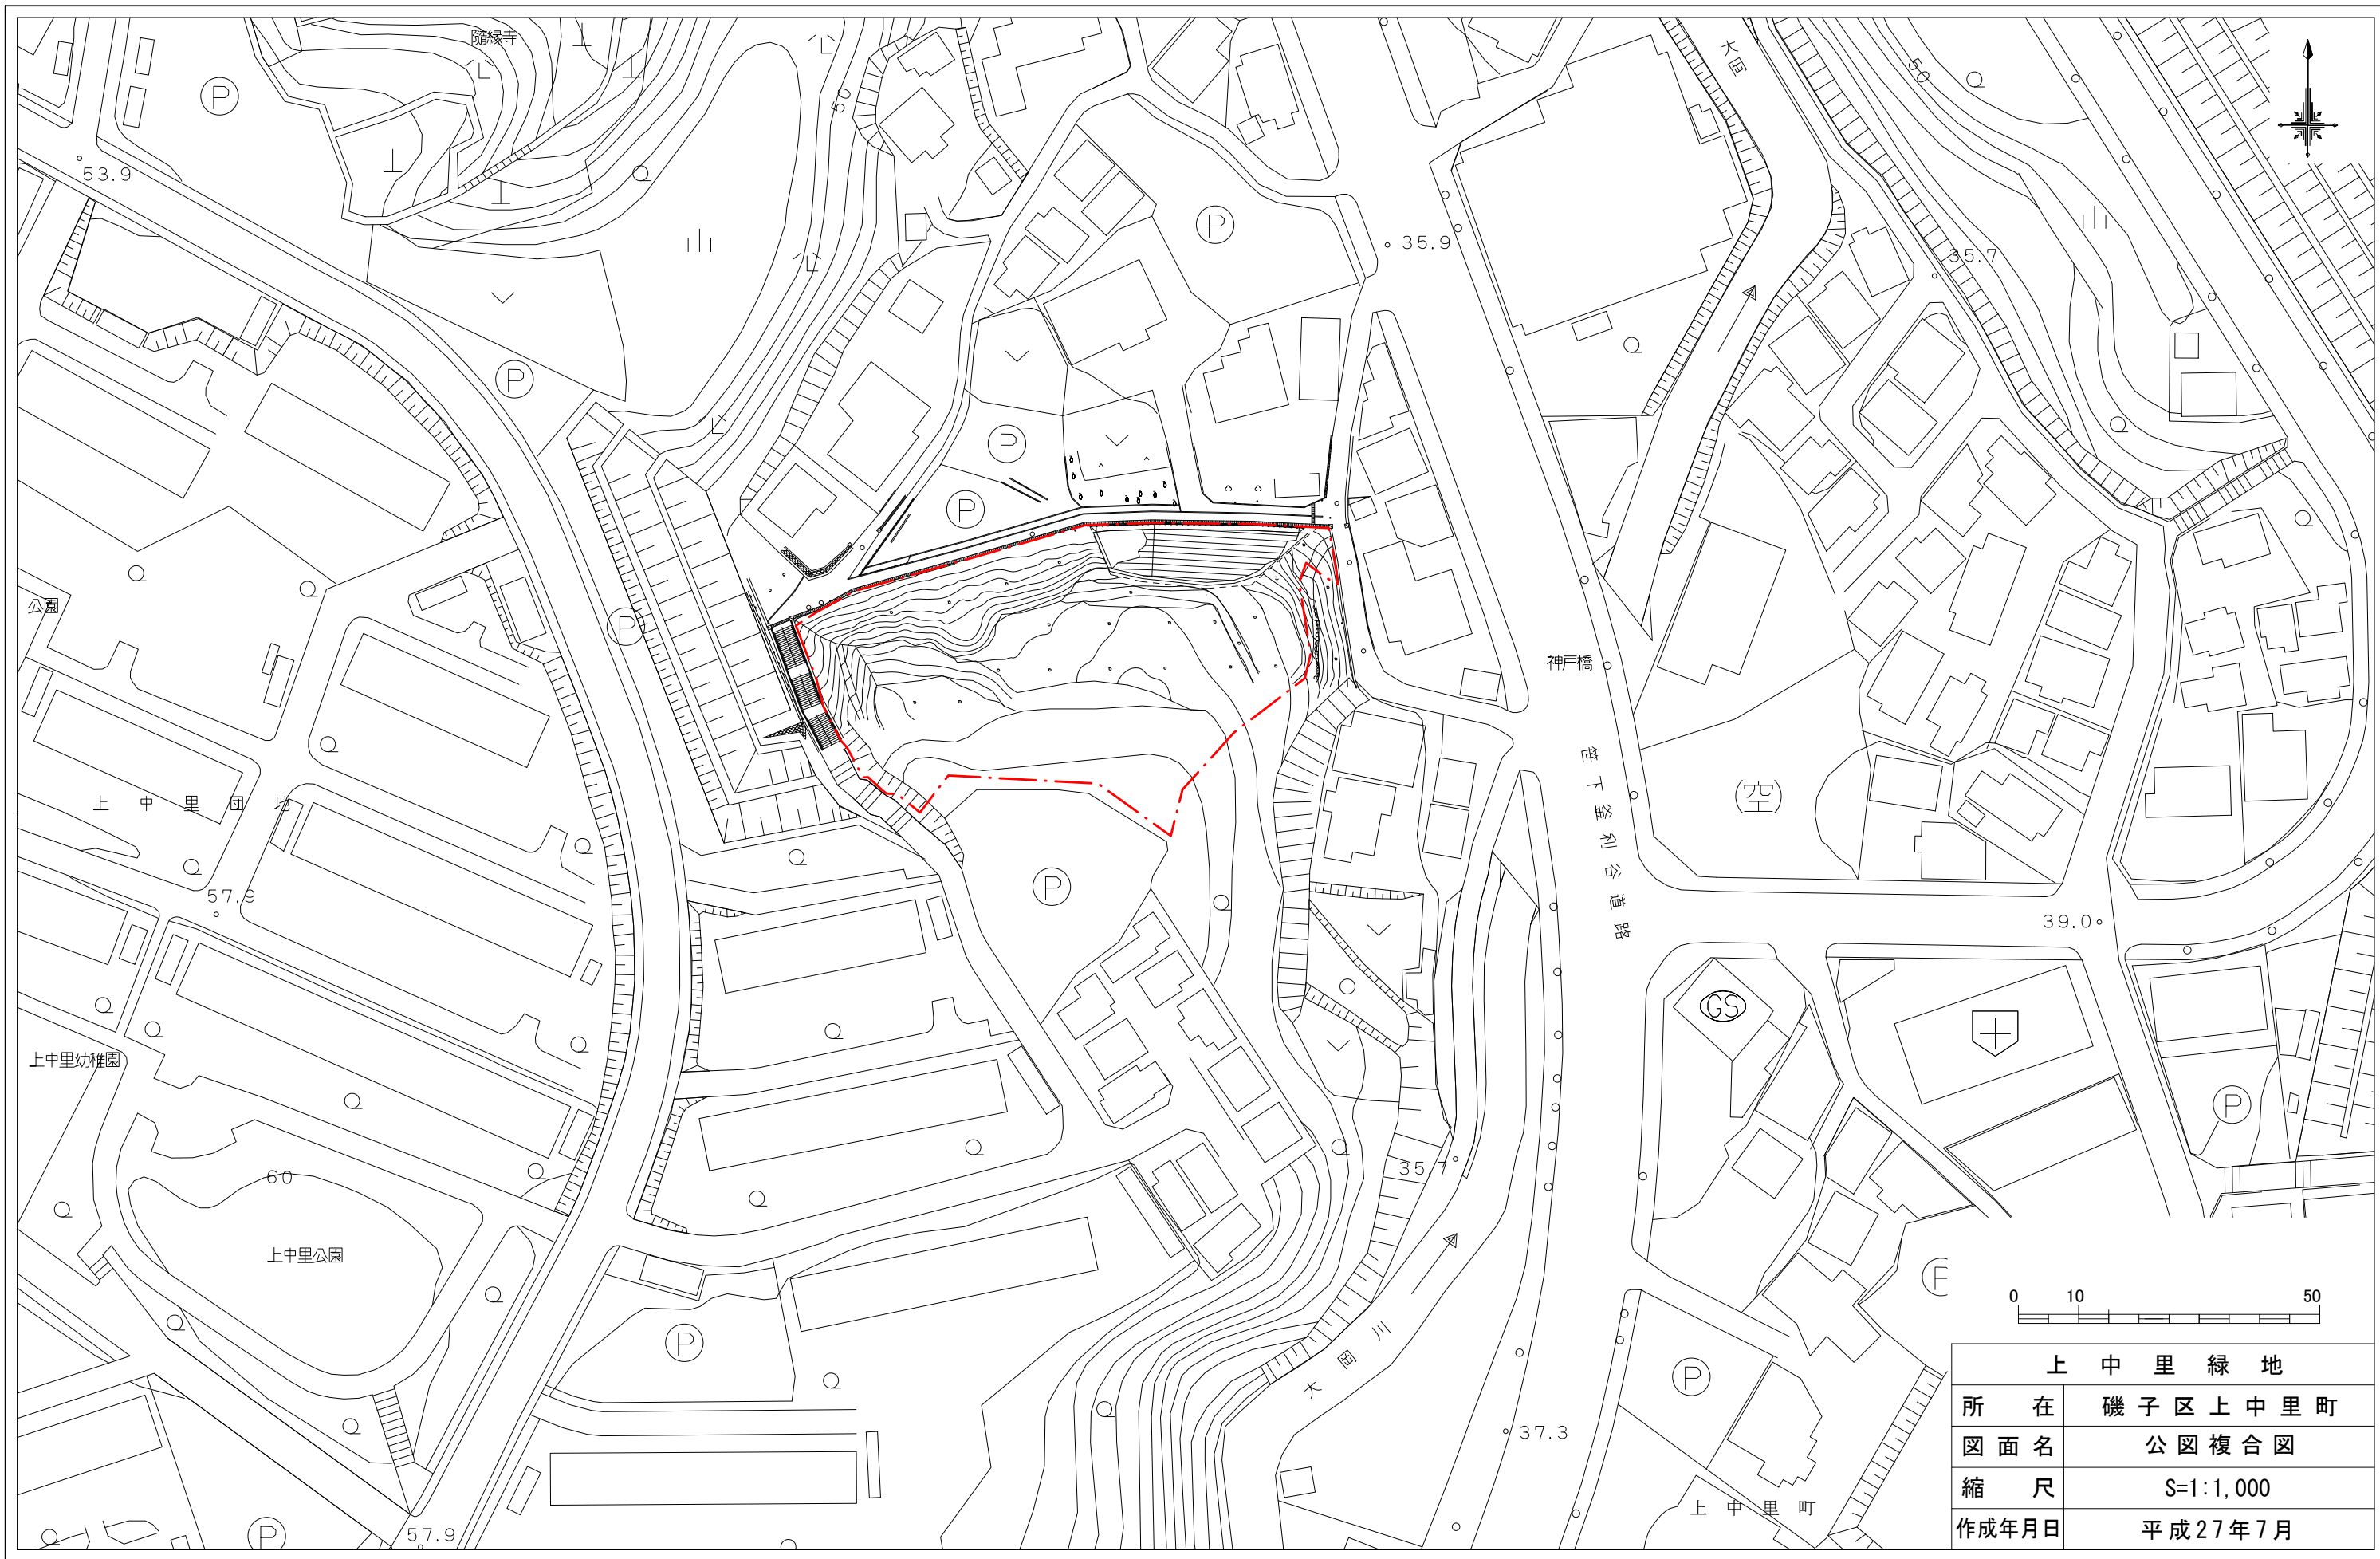 隨縁寺
大岡
50
50
P
53.9
P
35.9
35.7
P
P
P
公園
P
神戸橋
笹下釜利谷道路
上中里団地
(空)
P
57.9
39.0
GS
上中里幼稚園
P
60
35.7
上中里公園
P
大岡川
P
37.3
上中里町
P
57.9
0 10 50
上中里緑地
所在 磯子区上中里町
図面名 公図複合図
縮尺 S=1:1,000
作成年月日 平成27年7月